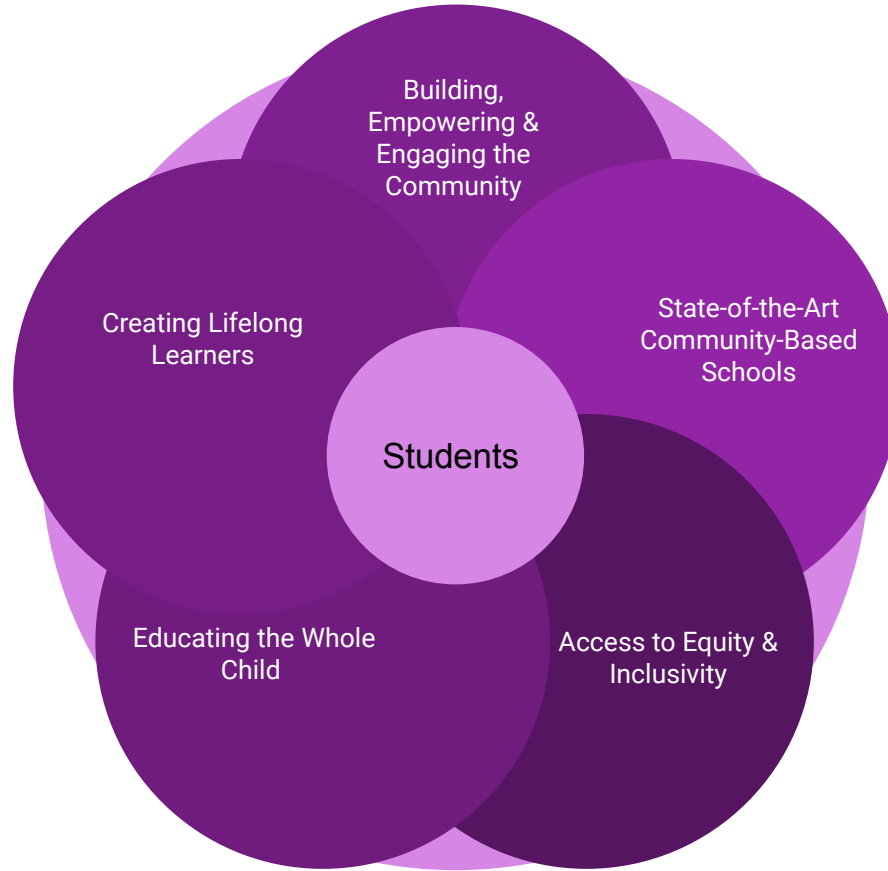 Building,
Empowering &
Engaging the
Community
State-of-the-Art
Community-Based
Schools
Creating Lifelong
Learners
Students
Educating the Whole
Child
Access to Equity &
Inclusivity